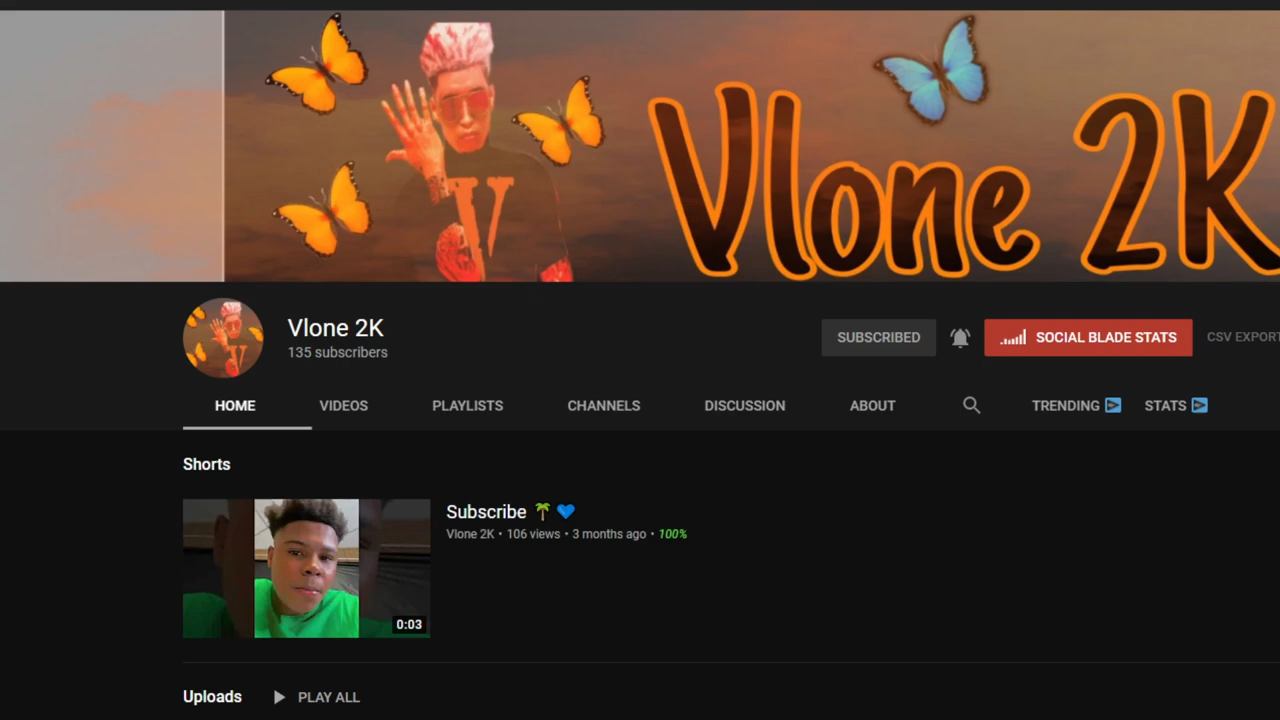 Vlone 2K
V
Vlone 2K
135 subscribers
SUBSCRIBED
SOCIAL BLADE STATS
CSV EXPORT
HOME
VIDEOS
PLAYLISTS
CHANNELS
DISCUSSION
ABOUT
TRENDING
STATS
Shorts
Subscribe 🌴 💙
Vlone 2K • 106 views • 3 months ago • 100%
0:03
Uploads
PLAY ALL